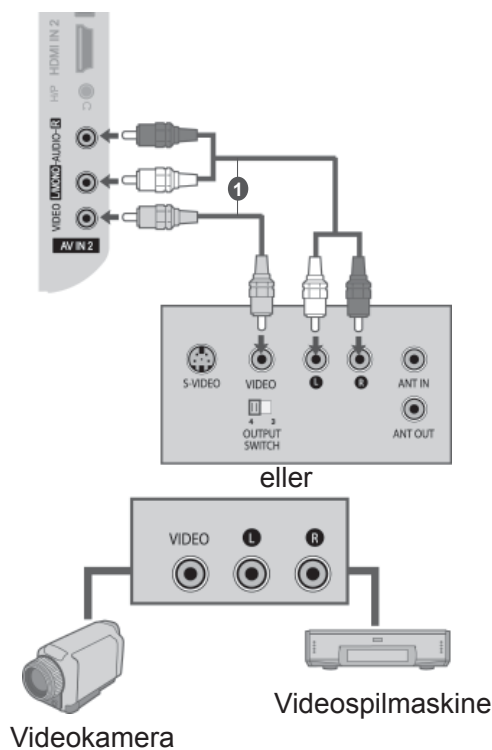 HDMI IN 2
H/P
VIDEO L/MONO-AUDIO-R
AV IN 2
1
S-VIDEO
VIDEO
L
R
ANT IN
4 3
OUTPUT
SWITCH
ANT OUT
eller
VIDEO
L
R
Videospilmaskine
Videokamera